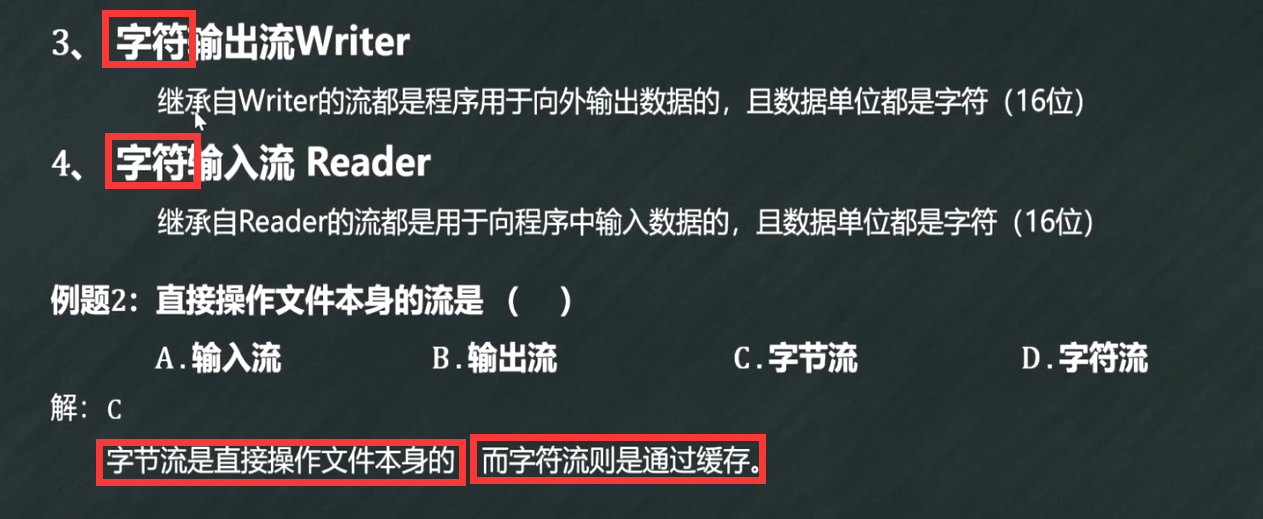 3、 字符输出流Writer
继承自Writer的流都是程序用于向外输出数据的，且数据单位都是字符（16位）
4、 字符输入流 Reader
继承自Reader的流都是用于向程序中输入数据的，且数据单位都是字符（16位）
例题2：直接操作文件本身的流是 （ ）
A.输入流 B.输出流 C.字节流 D.字符流
解： C
字节流是直接操作文件本身的 而字符流则是通过缓存。